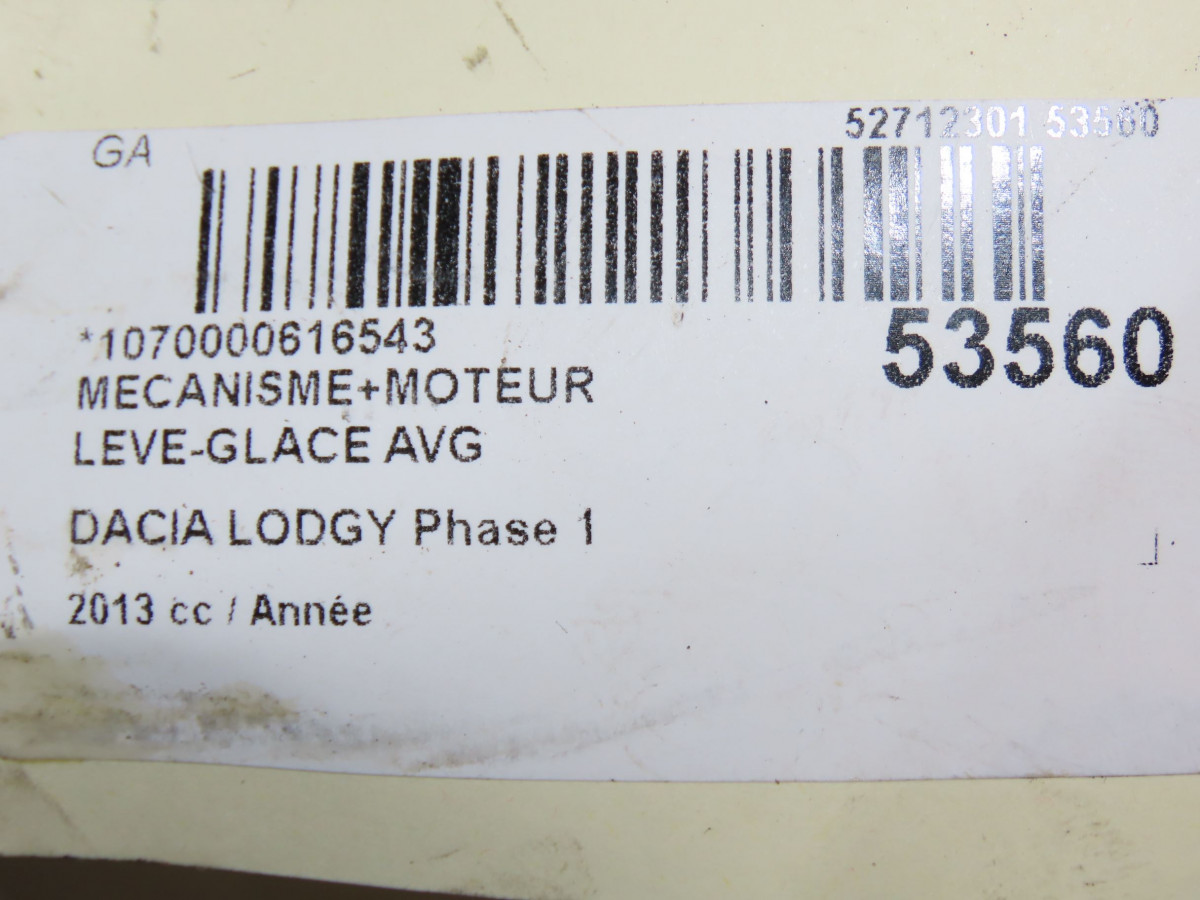 GA
52712301 53560
*1070000616543
53560
MECANISME+MOTEUR
LEVE-GLACE AVG
DACIA LODGY Phase 1
2013 cc / Année